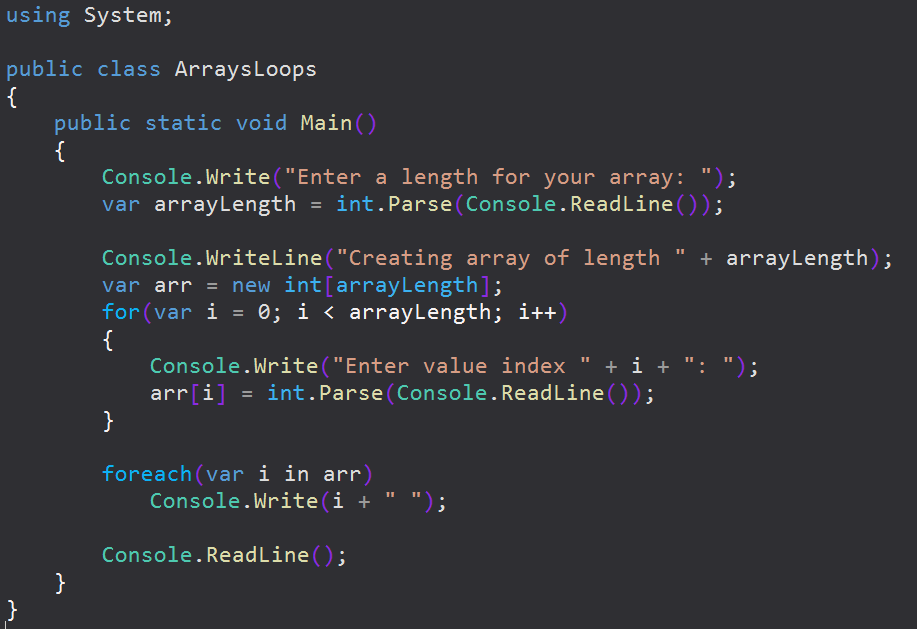 using System;

public class ArraysLoops
{
    public static void Main()
    {
        Console.Write("Enter a length for your array: ");
        var arrayLength = int.Parse(Console.ReadLine());

        Console.WriteLine("Creating array of length " + arrayLength);
        var arr = new int[arrayLength];
        for(var i = 0; i < arrayLength; i++)
        {
            Console.Write("Enter value index " + i + ": ");
            arr[i] = int.Parse(Console.ReadLine());
        }

        foreach(var i in arr)
            Console.Write(i + " ");

        Console.ReadLine();
    }
}